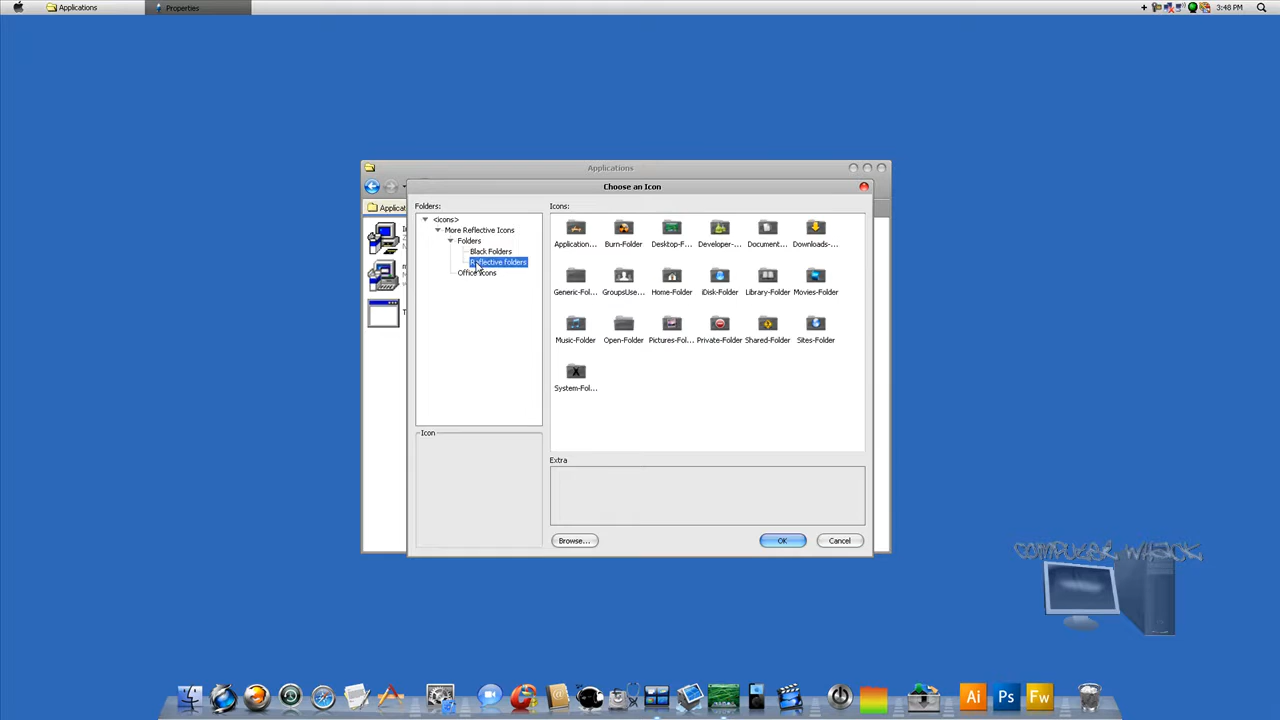 Applications
Properties
3:48 PM
Applications
Choose an Icon
Folders:
Icons:
<icons>
More Reflective Icons
Folders
Black Folders
Reflective folders
Office Icons
Application...
Burn-Folder
Desktop-F...
Developer-...
Document...
Downloads-...
Generic-Fol...
GroupsUse...
Home-Folder
iDisk-Folder
Library-Folder
Movies-Folder
Music-Folder
Open-Folder
Pictures-Fol...
Private-Folder
Shared-Folder
Sites-Folder
System-Fol...
Icon
Extra
Browse...
OK
Cancel
COMPUTER WHACK
Ai
Ps
Fw